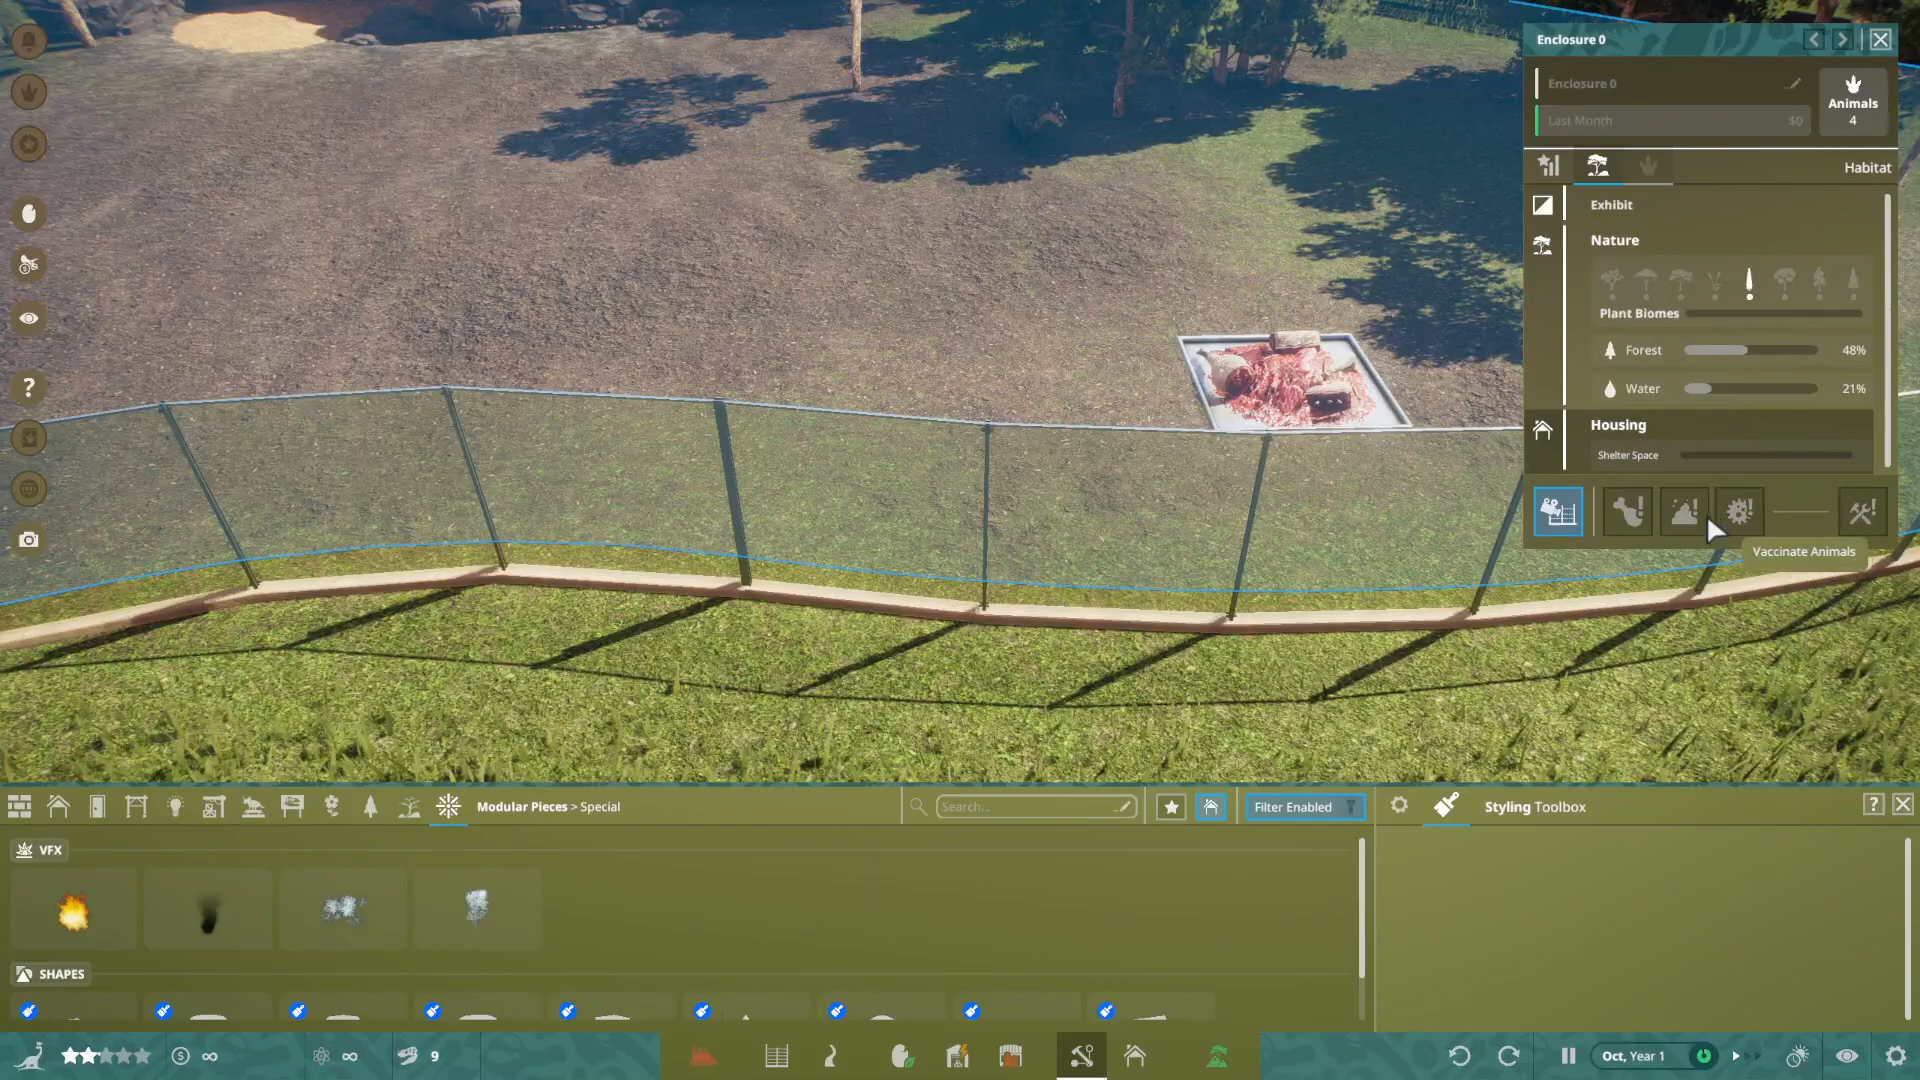 Enclosure 0
Enclosure 0
Last Month $0
Animals
4
Habitat
Exhibit
Nature
Plant Biomes
Forest 48%
Water 21%
Housing
Shelter Space
Vaccinate Animals
Modular Pieces > Special
Search...
Filter Enabled
Styling Toolbox
?
VFX
SHAPES
$ ∞
∞
9
Oct, Year 1